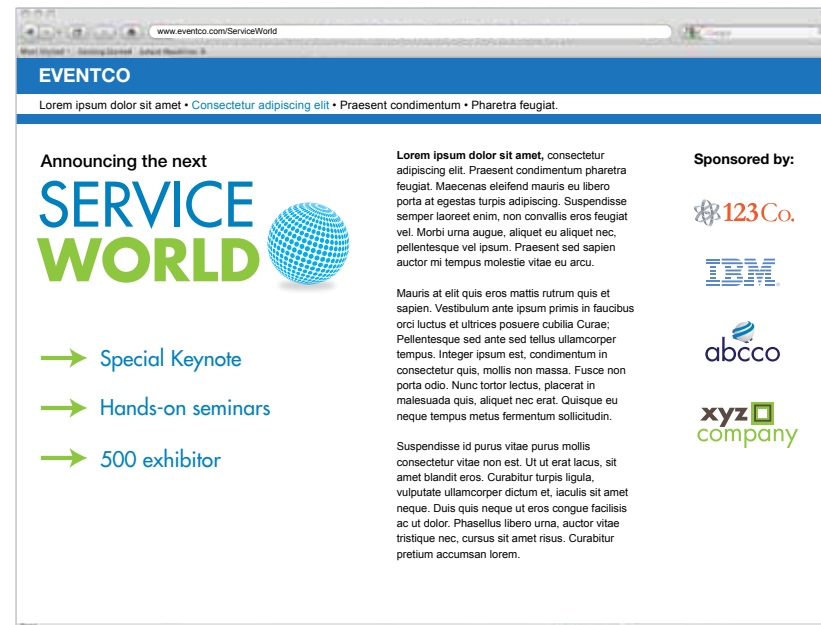 www.eventco.com/ServiceWorld
EVENTCO
Lorem ipsum dolor sit amet • Consectetur adipiscing elit • Praesent condimentum • Pharetra feugiat.
Announcing the next
SERVICE
WORLD
Special Keynote
Hands-on seminars
500 exhibitor
Lorem ipsum dolor sit amet, consectetur
adipiscing elit. Praesent condimentum pharetra
feugiat. Maecenas eleifend mauris eu libero
porta at egestas turpis adipiscing. Suspendisse
semper laoreet enim, non convallis eros feugiat
vel. Morbi urna augue, aliquet eu aliquet nec,
pellentesque vel ipsum. Praesent sed sapien
auctor mi tempus molestie vitae eu arcu.
Mauris at elit quis eros mattis rutrum quis et
sapien. Vestibulum ante ipsum primis in faucibus
orci luctus et ultrices posuere cubilia Curae;
Pellentesque sed ante sed tellus ullamcorper
tempus. Integer ipsum est, condimentum in
consectetur quis, mollis non massa. Fusce non
porta odio. Nunc tortor lectus, placerat in
malesuada quis, aliquet nec erat. Quisque eu
neque tempus metus fermentum sollicitudin.
Suspendisse id purus vitae purus mollis
consectetur vitae non est. Ut ut erat lacus, sit
amet blandit eros. Curabitur turpis ligula,
vulputate ullamcorper dictum et, iaculis sit amet
neque. Duis quis neque ut eros congue facilisis
ac ut dolor. Phasellus libero urna, auctor vitae
tristique nec, cursus sit amet risus. Curabitur
pretium accumsan lorem.
Sponsored by:
123Co.
IBM
abcco
xyz
company